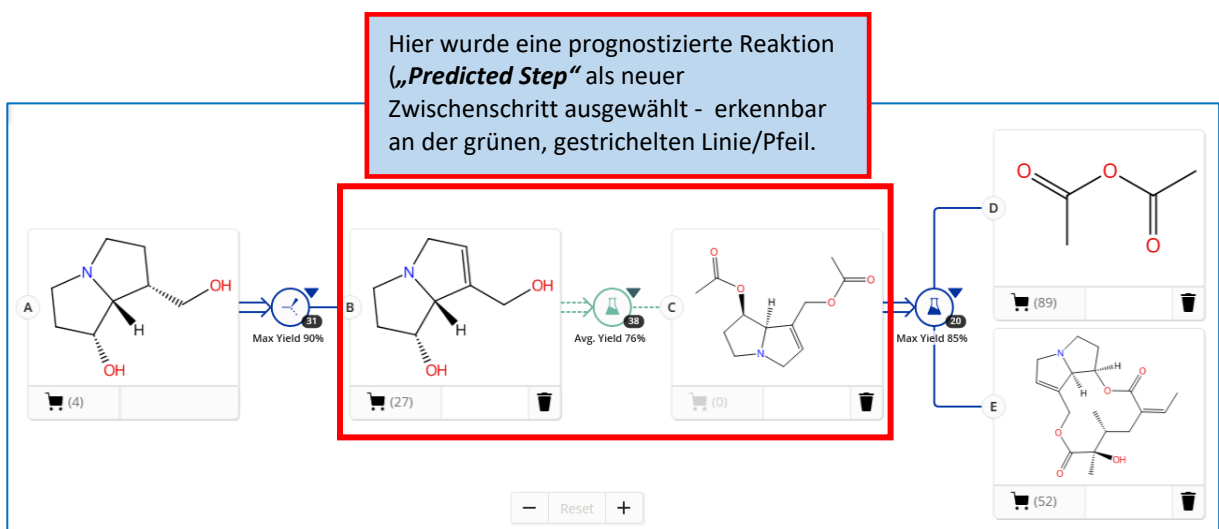 Hier wurde eine prognostizierte Reaktion
(„Predicted Step“ als neuer
Zwischenschritt ausgewählt - erkennbar
an der grünen, gestrichelten Linie/Pfeil.
A
N
OH
H
OH
(4)
31
Max Yield 90%
B
N
OH
H
OH
(27)
38
Avg. Yield 76%
C
O
O
O
O
H
N
(0)
20
Max Yield 85%
D
O
O
O
(89)
E
N
H
H
O
O
O
O
OH
(52)
− Reset +